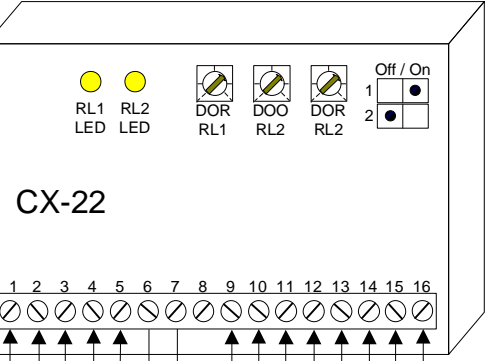 Off / On
1
RL1 RL2 DOR DOO DOR
LED LED RL1 RL2 RL2
2
CX-22
1 2 3 4 5 6 7 8 9 10 11 12 13 14 15 16